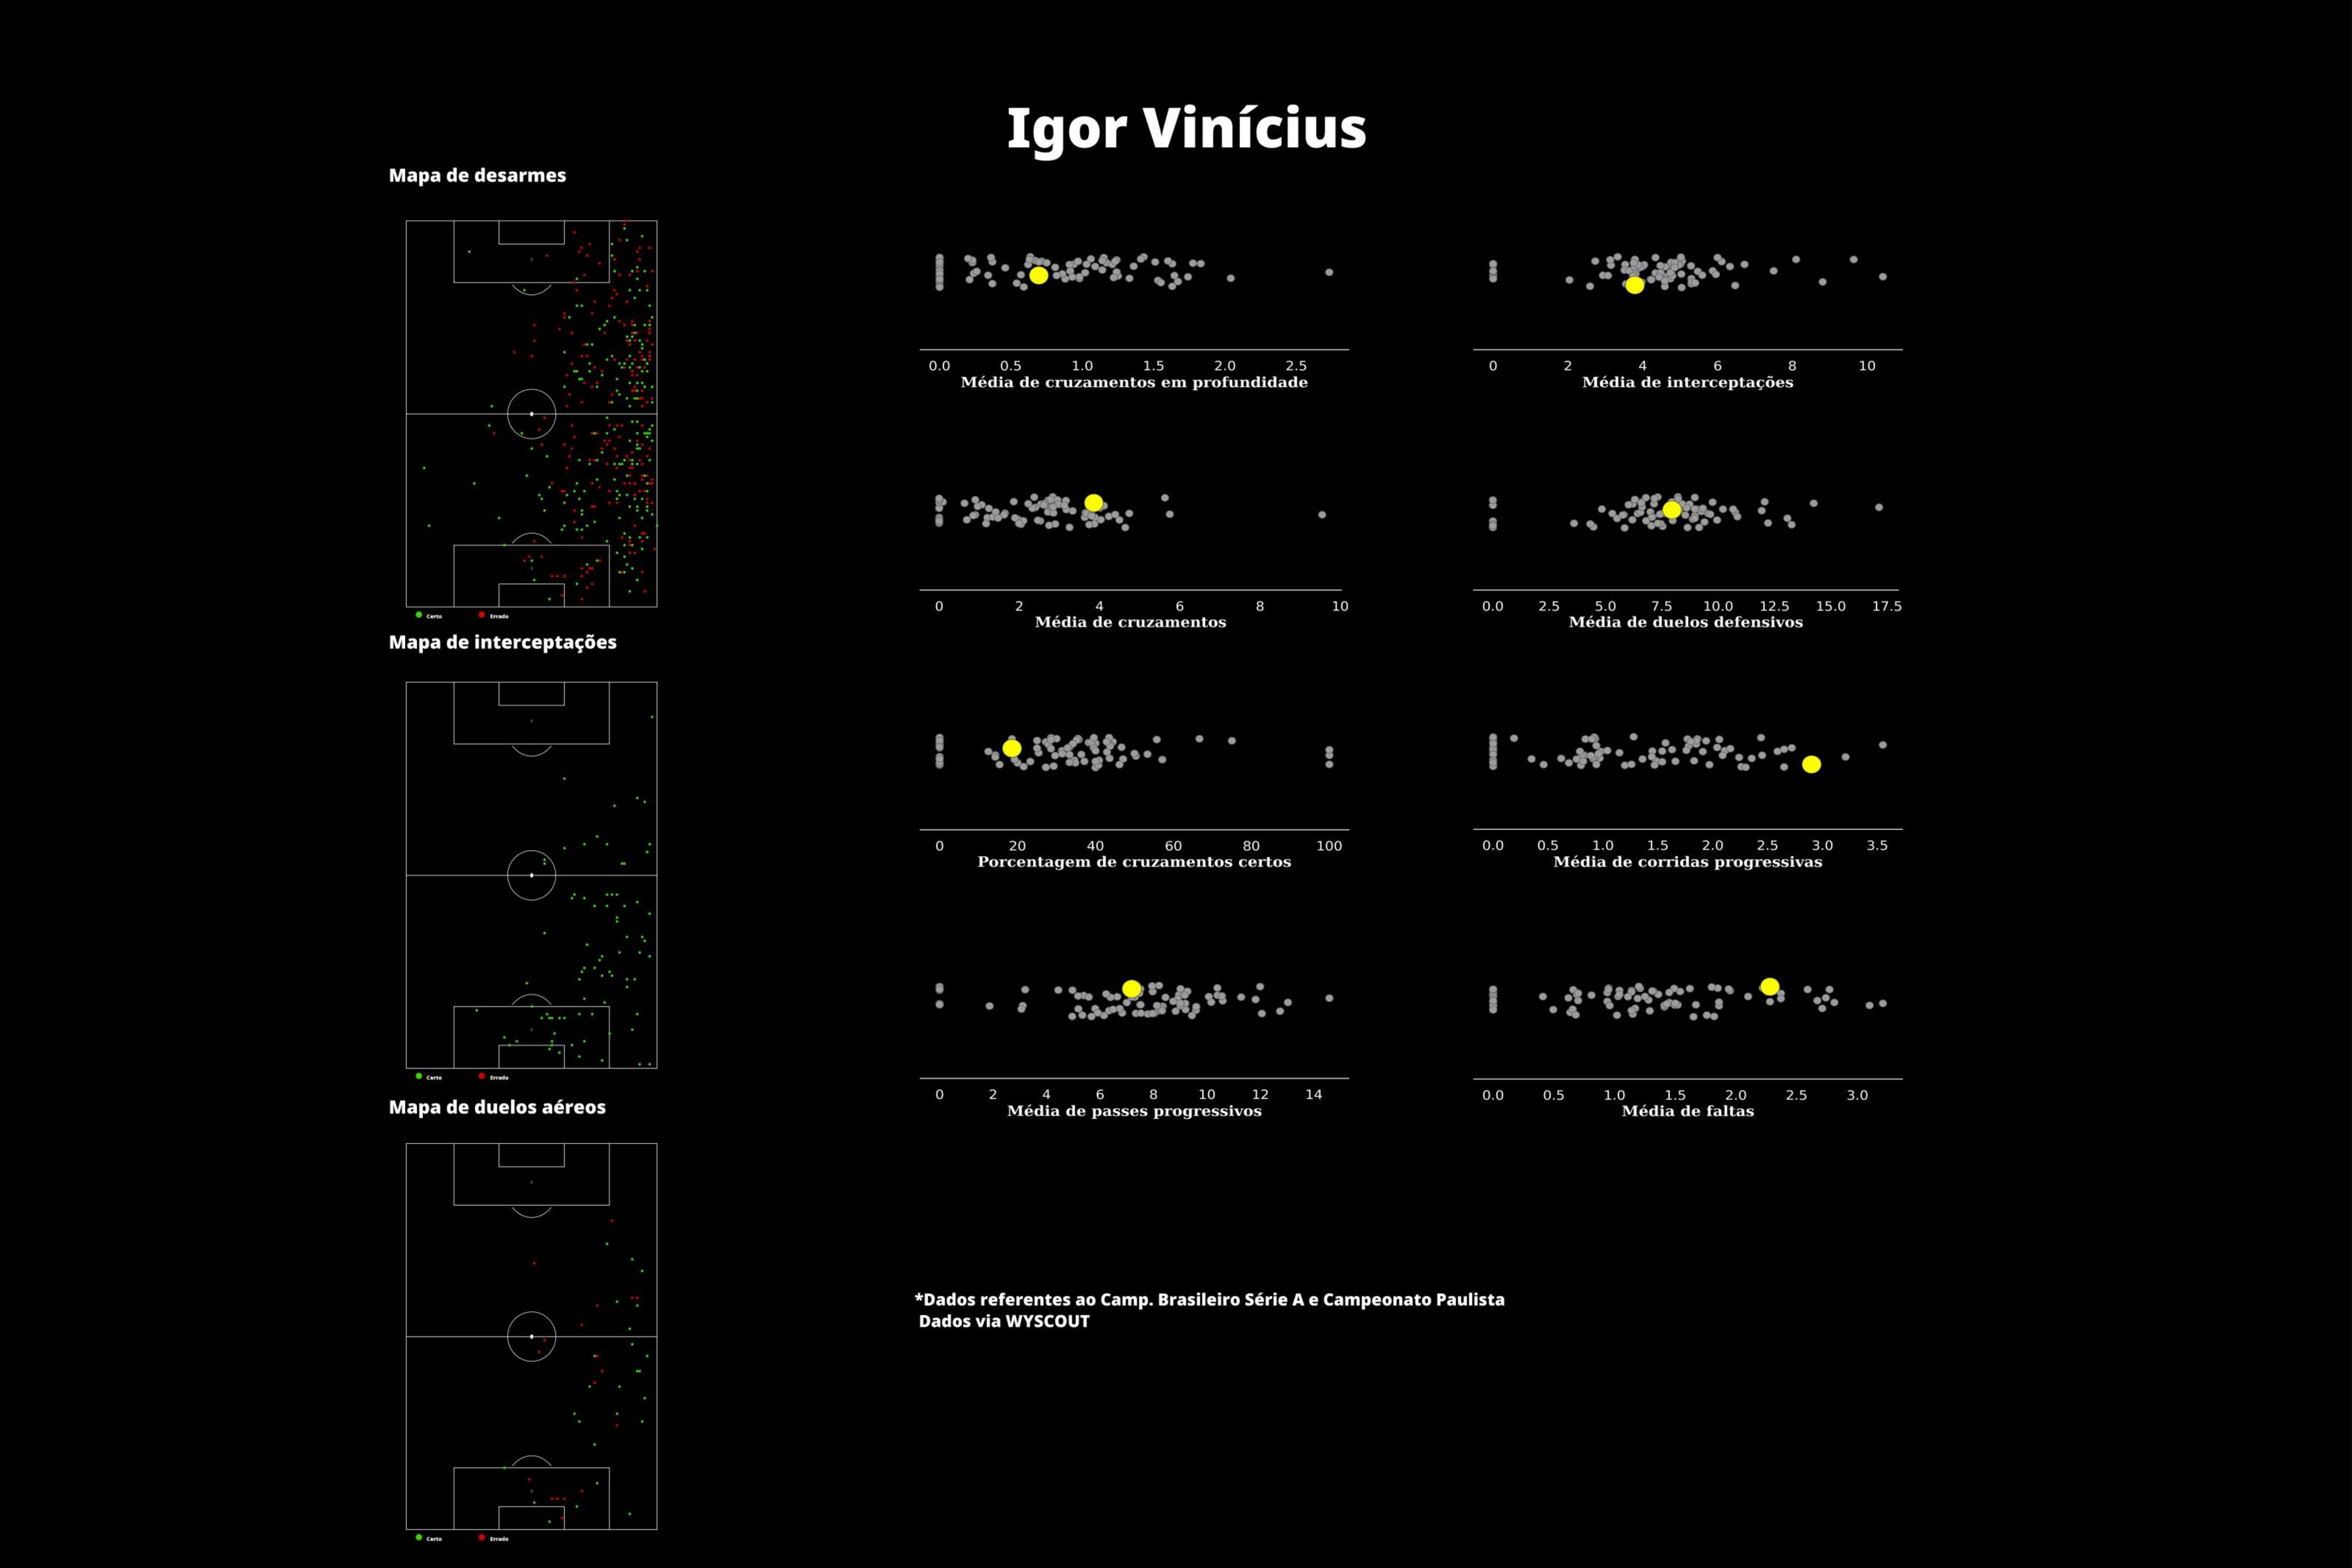 Igor Vinícius
Mapa de desarmes
Certo Errado
Mapa de interceptações
Certo Errado
Mapa de duelos aéreos
Certo Errado
0.0 0.5 1.0 1.5 2.0 2.5
Média de cruzamentos em profundidade
0 2 4 6 8 10
Média de interceptações
0 2 4 6 8 10
Média de cruzamentos
0.0 2.5 5.0 7.5 10.0 12.5 15.0 17.5
Média de duelos defensivos
0 20 40 60 80 100
Porcentagem de cruzamentos certos
0.0 0.5 1.0 1.5 2.0 2.5 3.0 3.5
Média de corridas progressivas
0 2 4 6 8 10 12 14
Média de passes progressivos
0.0 0.5 1.0 1.5 2.0 2.5 3.0
Média de faltas
*Dados referentes ao Camp. Brasileiro Série A e Campeonato Paulista
Dados via WYSCOUT